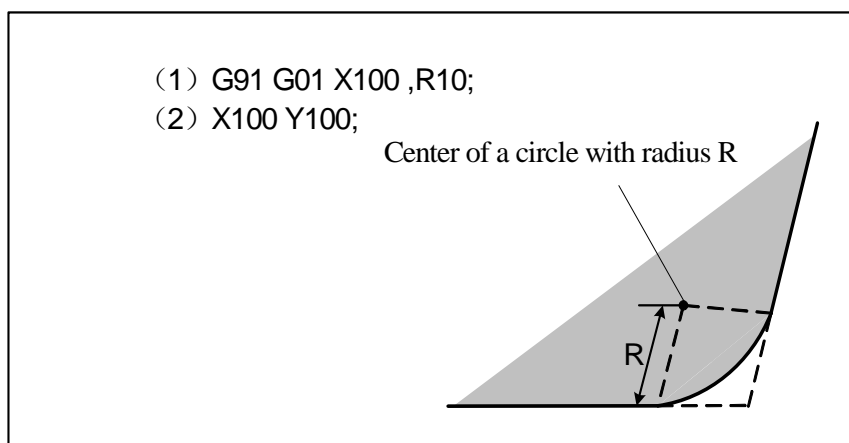 （1）G91 G01 X100 ,R10;
（2）X100 Y100;
Center of a circle with radius R
R